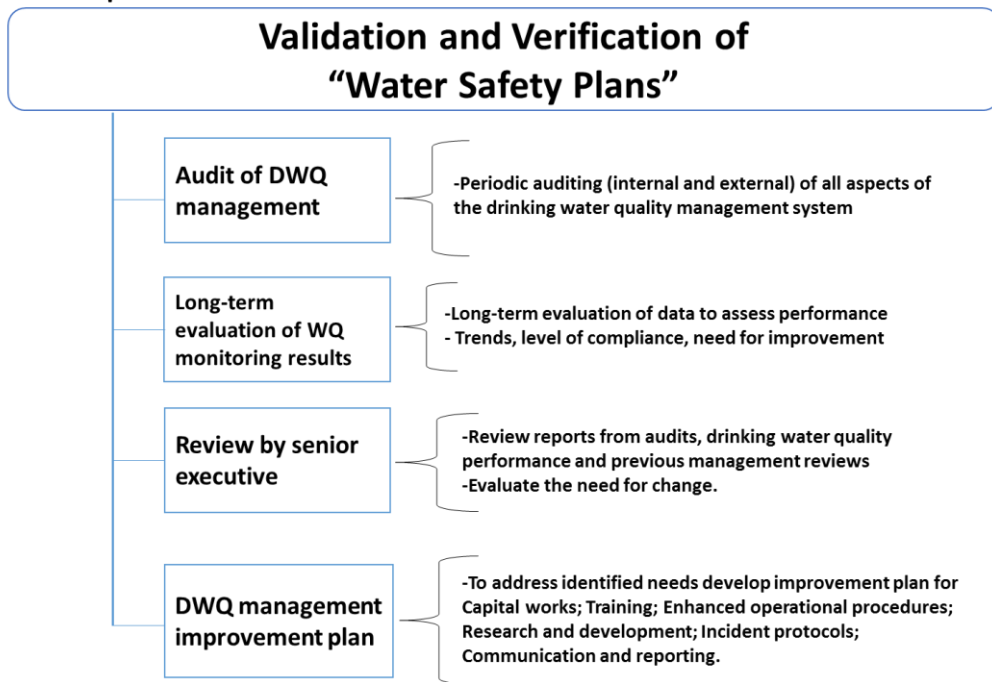 Validation and Verification of
“Water Safety Plans”
Audit of DWQ
management
-Periodic auditing (internal and external) of all aspects of
the drinking water quality management system
Long-term
evaluation of WQ
monitoring results
-Long-term evaluation of data to assess performance
- Trends, level of compliance, need for improvement
Review by senior
executive
-Review reports from audits, drinking water quality
performance and previous management reviews
-Evaluate the need for change.
DWQ management
improvement plan
-To address identified needs develop improvement plan for
Capital works; Training; Enhanced operational procedures;
Research and development; Incident protocols;
Communication and reporting.